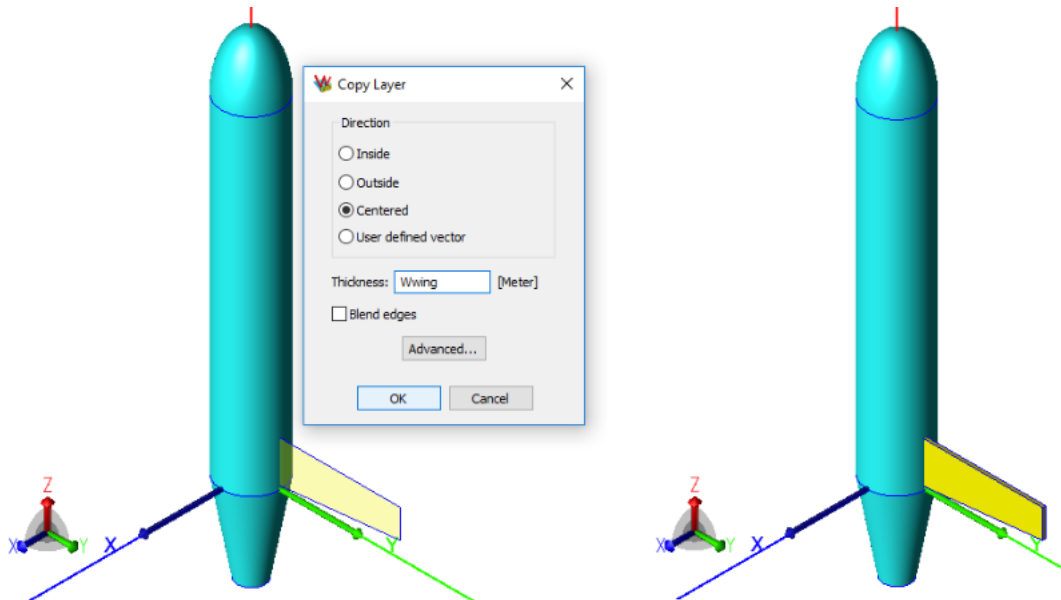 Copy Layer
Direction
Inside
Outside
Centered
User defined vector
Thickness: Wwing [Meter]
Blend edges
Advanced...
OK Cancel
Z
X Y X Y
Z
X Y X Y